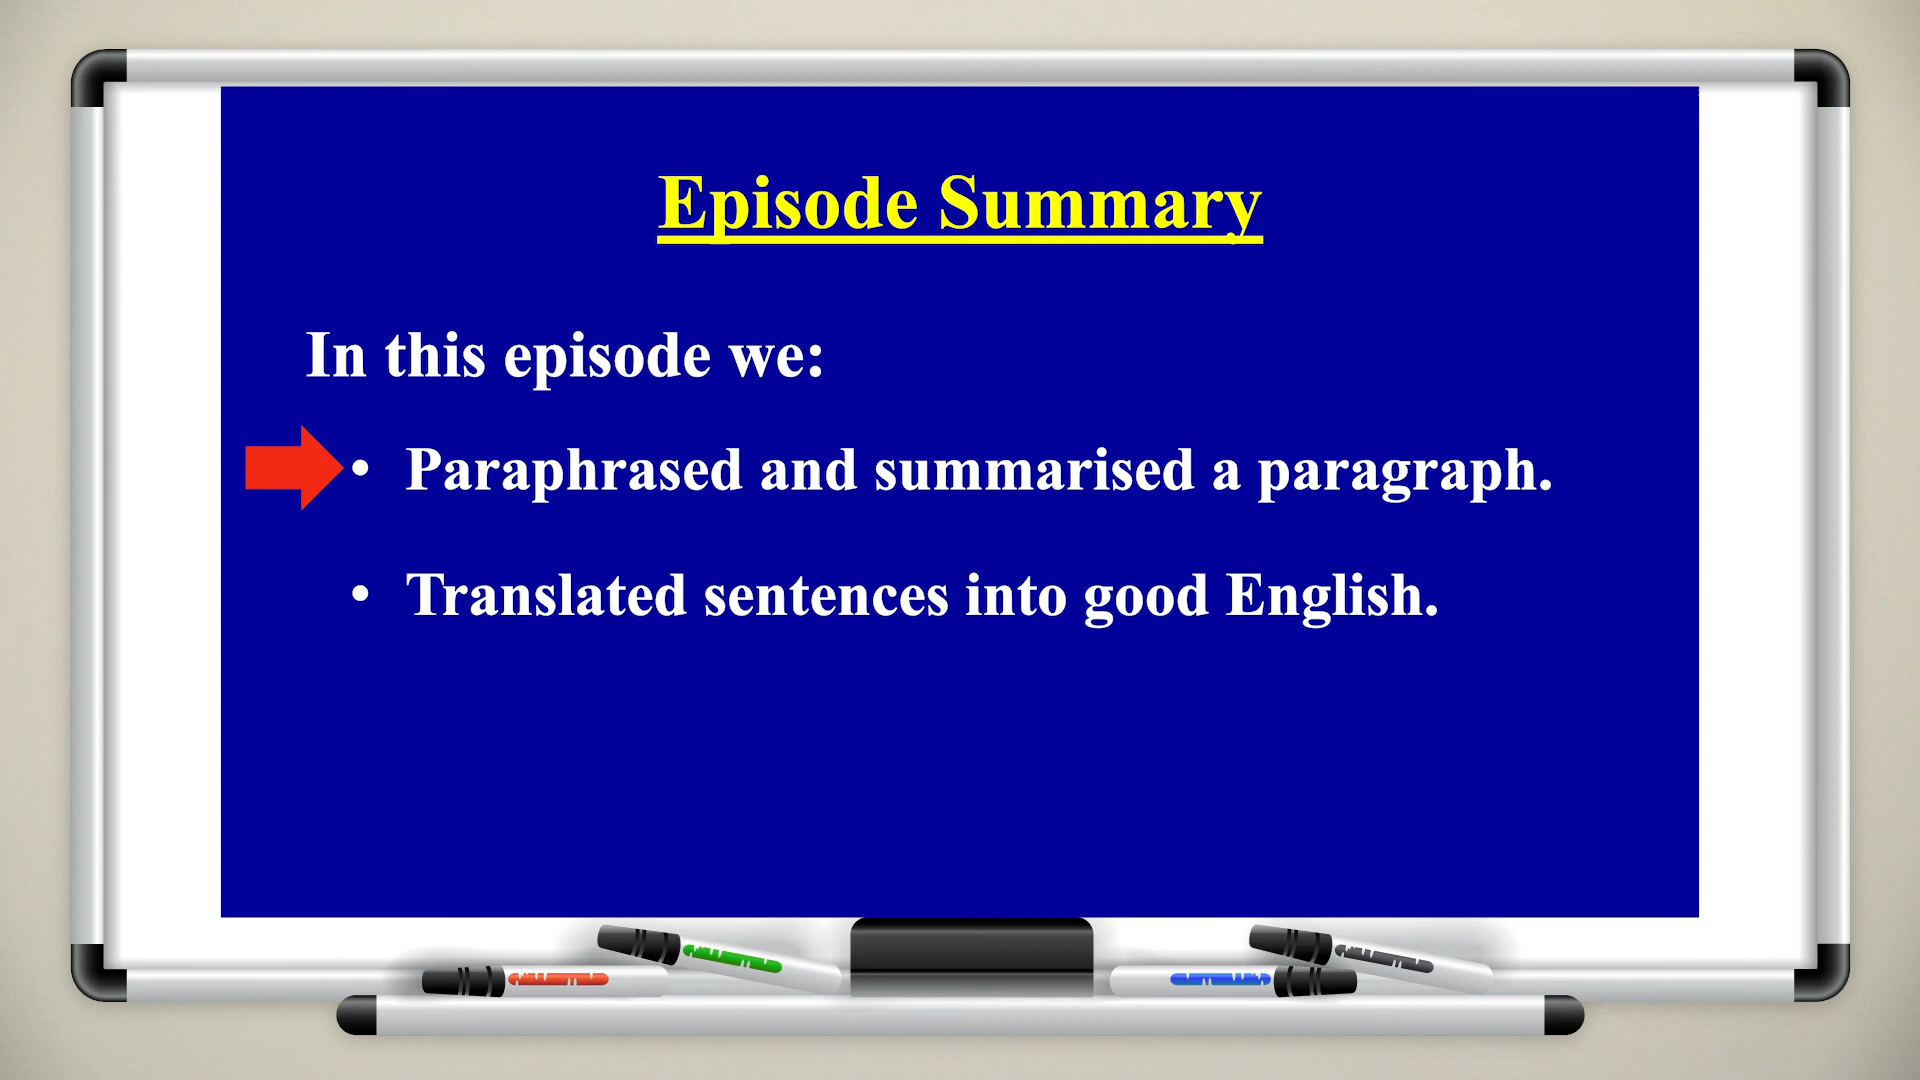 Episode Summary
In this episode we:
• Paraphrased and summarised a paragraph.
• Translated sentences into good English.